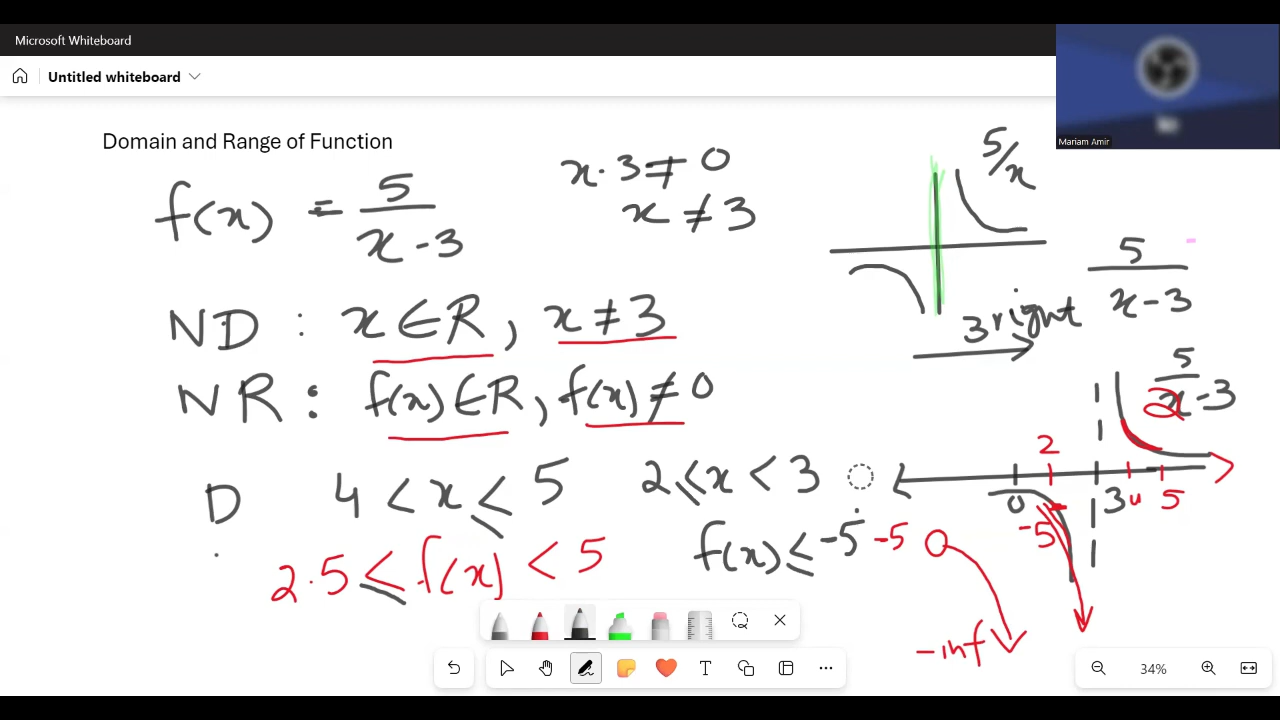 Microsoft Whiteboard
Untitled whiteboard
Mariam Amir
Domain and Range of Function
f(x) = 5/(x-3)
x·3≠0
x≠3
5/x
5/(x-3)
3 right
ND : x∈R, x≠3
NR : f(x)∈R, f(x)≠0
5/(x-3)
2
D 4<x≤5 2≤x<3
2
0 3 4 5
-5
2.5≤f(x)<5 f(x)≤-5 -5
-inf
34%